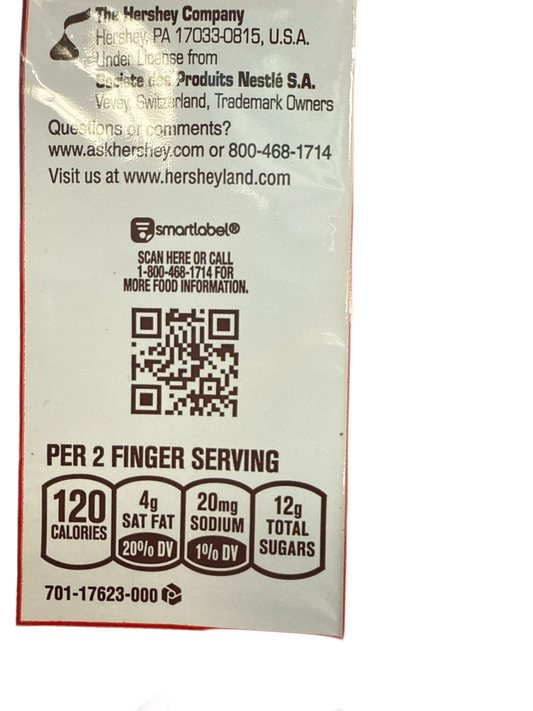 The Hershey Company
Hershey, PA 17033-0815, U.S.A.
Under License from
Société des Produits Nestlé S.A.
Vevey, Switzerland, Trademark Owners
Questions or comments?
www.askhershey.com or 800-468-1714
Visit us at www.hersheyland.com
smartlabel®
SCAN HERE OR CALL
1-800-468-1714 FOR
MORE FOOD INFORMATION.
PER 2 FINGER SERVING
120 CALORIES
4g SAT FAT 20% DV
20mg SODIUM 1% DV
12g TOTAL SUGARS
701-17623-000